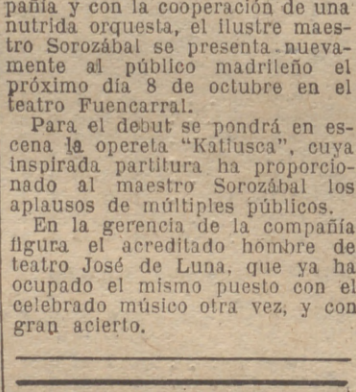 pañía y con la cooperación de una
nutrida orquesta, el ilustre maes-
tro Sorozábal se presenta nueva-
mente al público madrileño el
próximo día 8 de octubre en el
teatro Fuencarral.
Para el debut se pondrá en es-
cena la opereta "Katiusca", cuya
inspirada partitura ha proporcio-
nado al maestro Sorozábal los
aplausos de múltiples públicos.
En la gerencia de la compañía
figura el acreditado hombre de
teatro José de Luna, que ya ha
ocupado el mismo puesto con el
celebrado músico otra vez, y con
gran acierto.